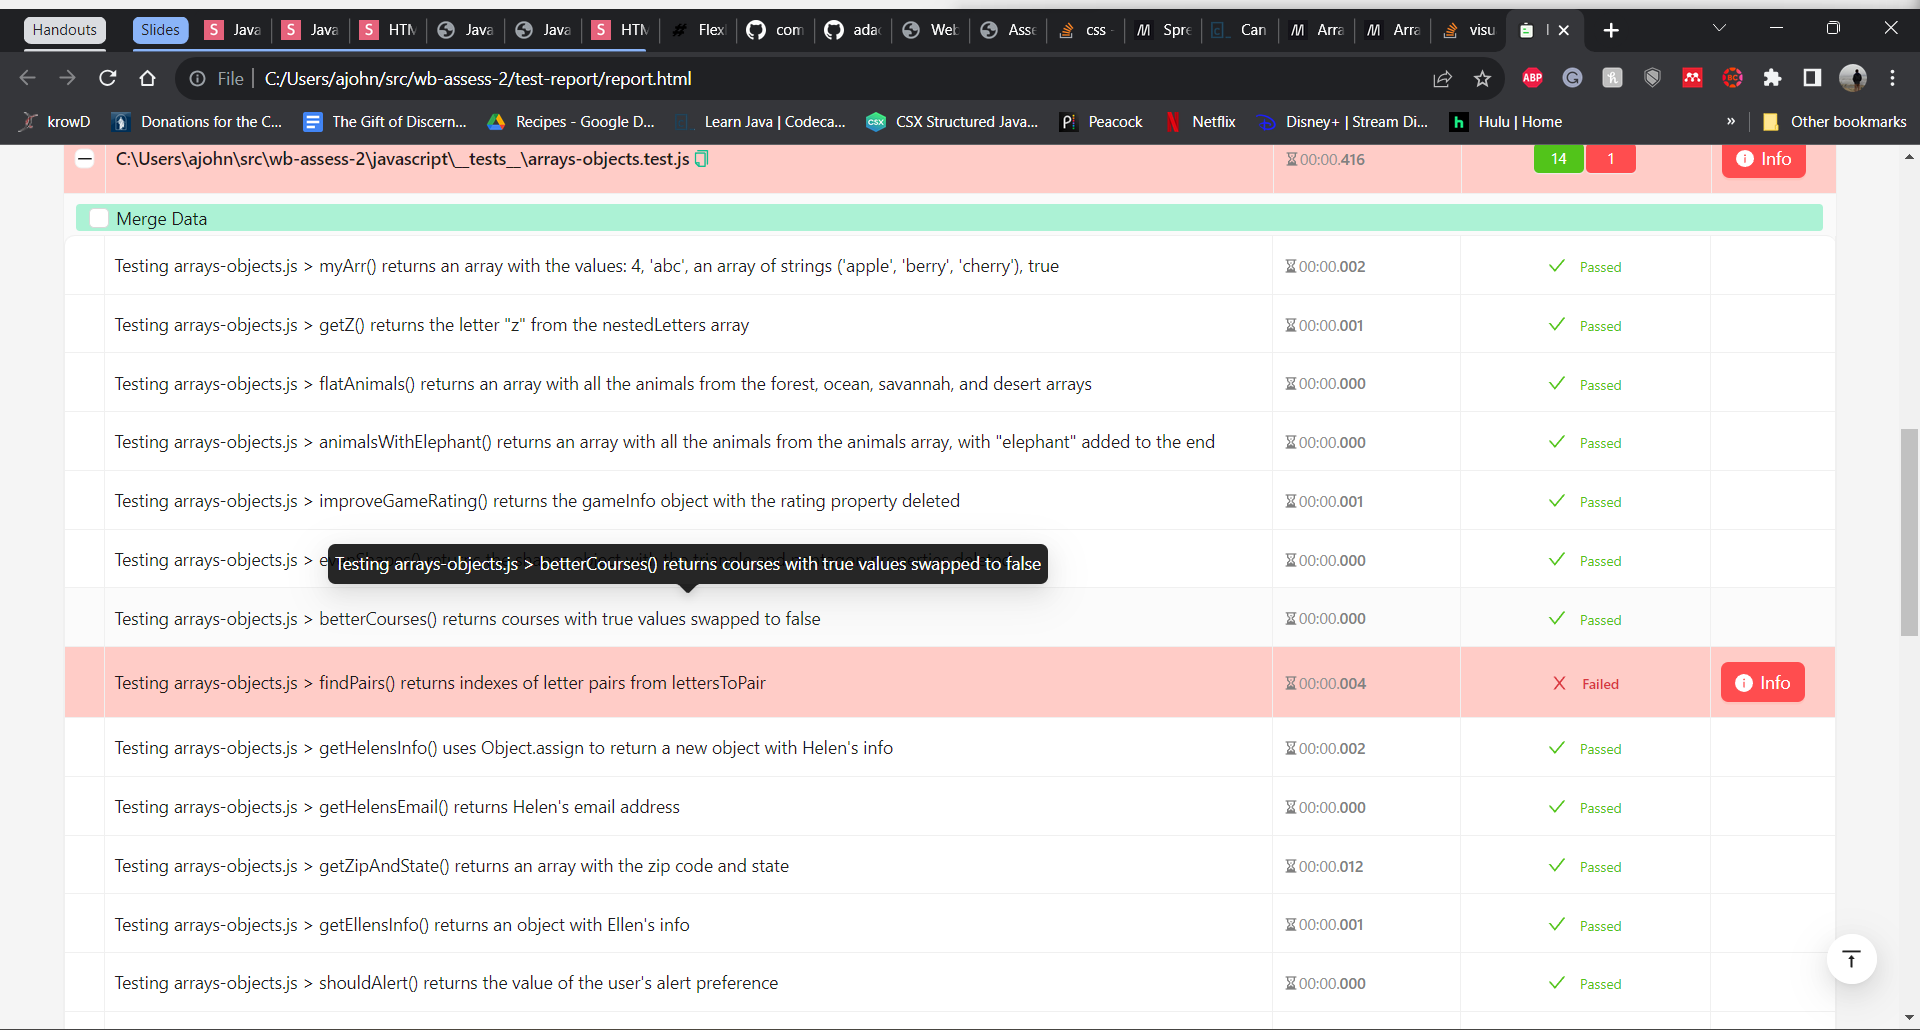 Handouts Slides Java Java HTM Java Java HTM Flex com adac Web Asse css Can Spre Arra Arra visu
File C:/Users/ajohn/src/wb-assess-2/test-report/report.html
krowD Donations for the C... The Gift of Discern... Recipes - Google D... Learn Java | Codeca... CSX Structured Java... Peacock Netflix Disney+ | Stream Di... Hulu | Home » Other bookmarks
C:\Users\ajohn\src\wb-assess-2\javascript\__tests__\arrays-objects.test.js 00:00.416 14 1 Info
Merge Data
Testing arrays-objects.js > myArr() returns an array with the values: 4, 'abc', an array of strings ('apple', 'berry', 'cherry'), true 00:00.002 Passed
Testing arrays-objects.js > getZ() returns the letter "z" from the nestedLetters array 00:00.001 Passed
Testing arrays-objects.js > flatAnimals() returns an array with all the animals from the forest, ocean, savannah, and desert arrays 00:00.000 Passed
Testing arrays-objects.js > animalsWithElephant() returns an array with all the animals from the animals array, with "elephant" added to the end 00:00.000 Passed
Testing arrays-objects.js > improveGameRating() returns the gameInfo object with the rating property deleted 00:00.001 Passed
Testing arrays-objects.js > 00:00.000 Passed
Testing arrays-objects.js > betterCourses() returns courses with true values swapped to false
Testing arrays-objects.js > betterCourses() returns courses with true values swapped to false 00:00.000 Passed
Testing arrays-objects.js > findPairs() returns indexes of letter pairs from lettersToPair 00:00.004 Failed Info
Testing arrays-objects.js > getHelensInfo() uses Object.assign to return a new object with Helen's info 00:00.002 Passed
Testing arrays-objects.js > getHelensEmail() returns Helen's email address 00:00.000 Passed
Testing arrays-objects.js > getZipAndState() returns an array with the zip code and state 00:00.012 Passed
Testing arrays-objects.js > getEllensInfo() returns an object with Ellen's info 00:00.001 Passed
Testing arrays-objects.js > shouldAlert() returns the value of the user's alert preference 00:00.000 Passed